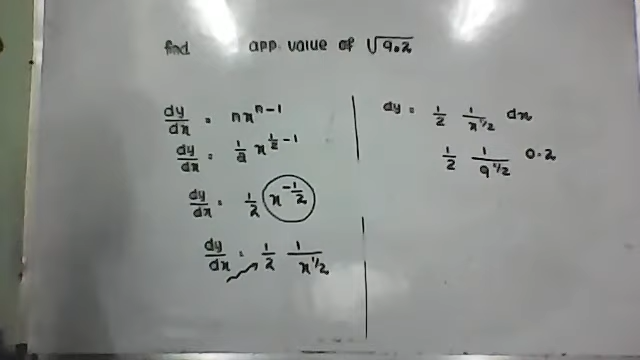 find app value of √9.2
dy/dx = nx^(n-1)
dy/dx = 1/2 x^(1/2 - 1)
dy/dx = 1/2 x^(-1/2)
dy/dx = 1/2 1/x^(1/2)
dy = 1/2 1/x^(1/2) dx
1/2 1/9^(1/2) 0.2